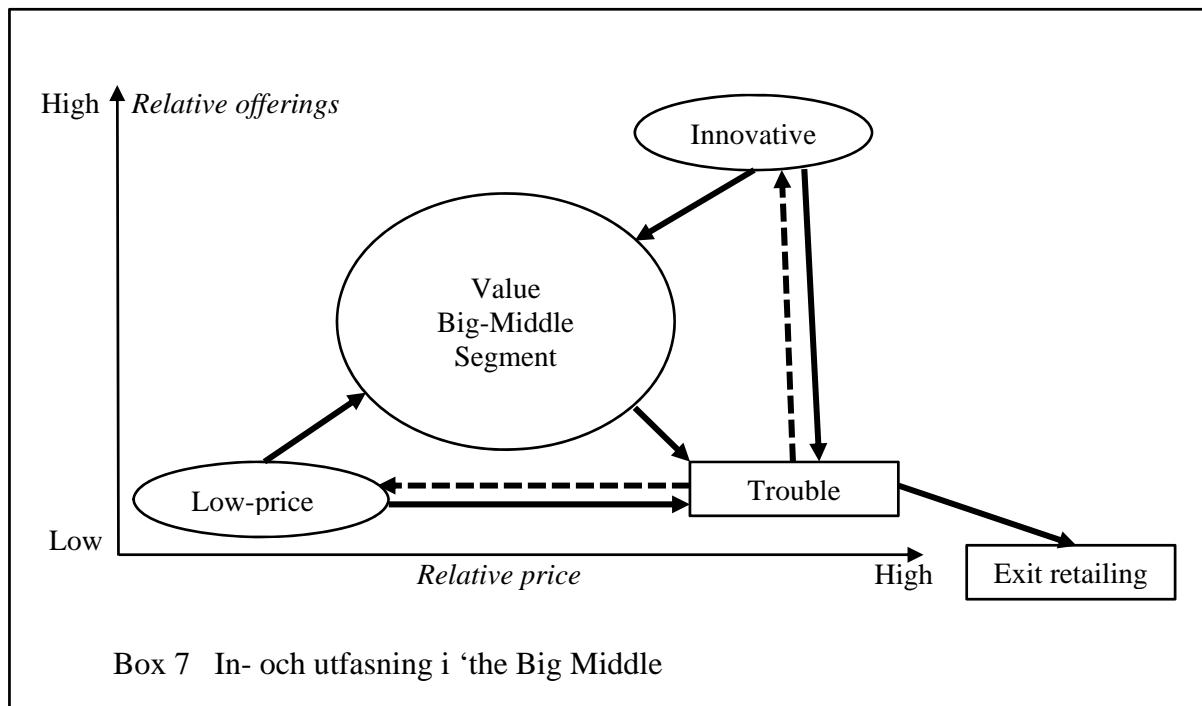 High
Relative offerings
Innovative
Value
Big-Middle
Segment
Low-price
Trouble
Low
Relative price
High
Exit retailing
Box 7 In- och utfasning i ‘the Big Middle